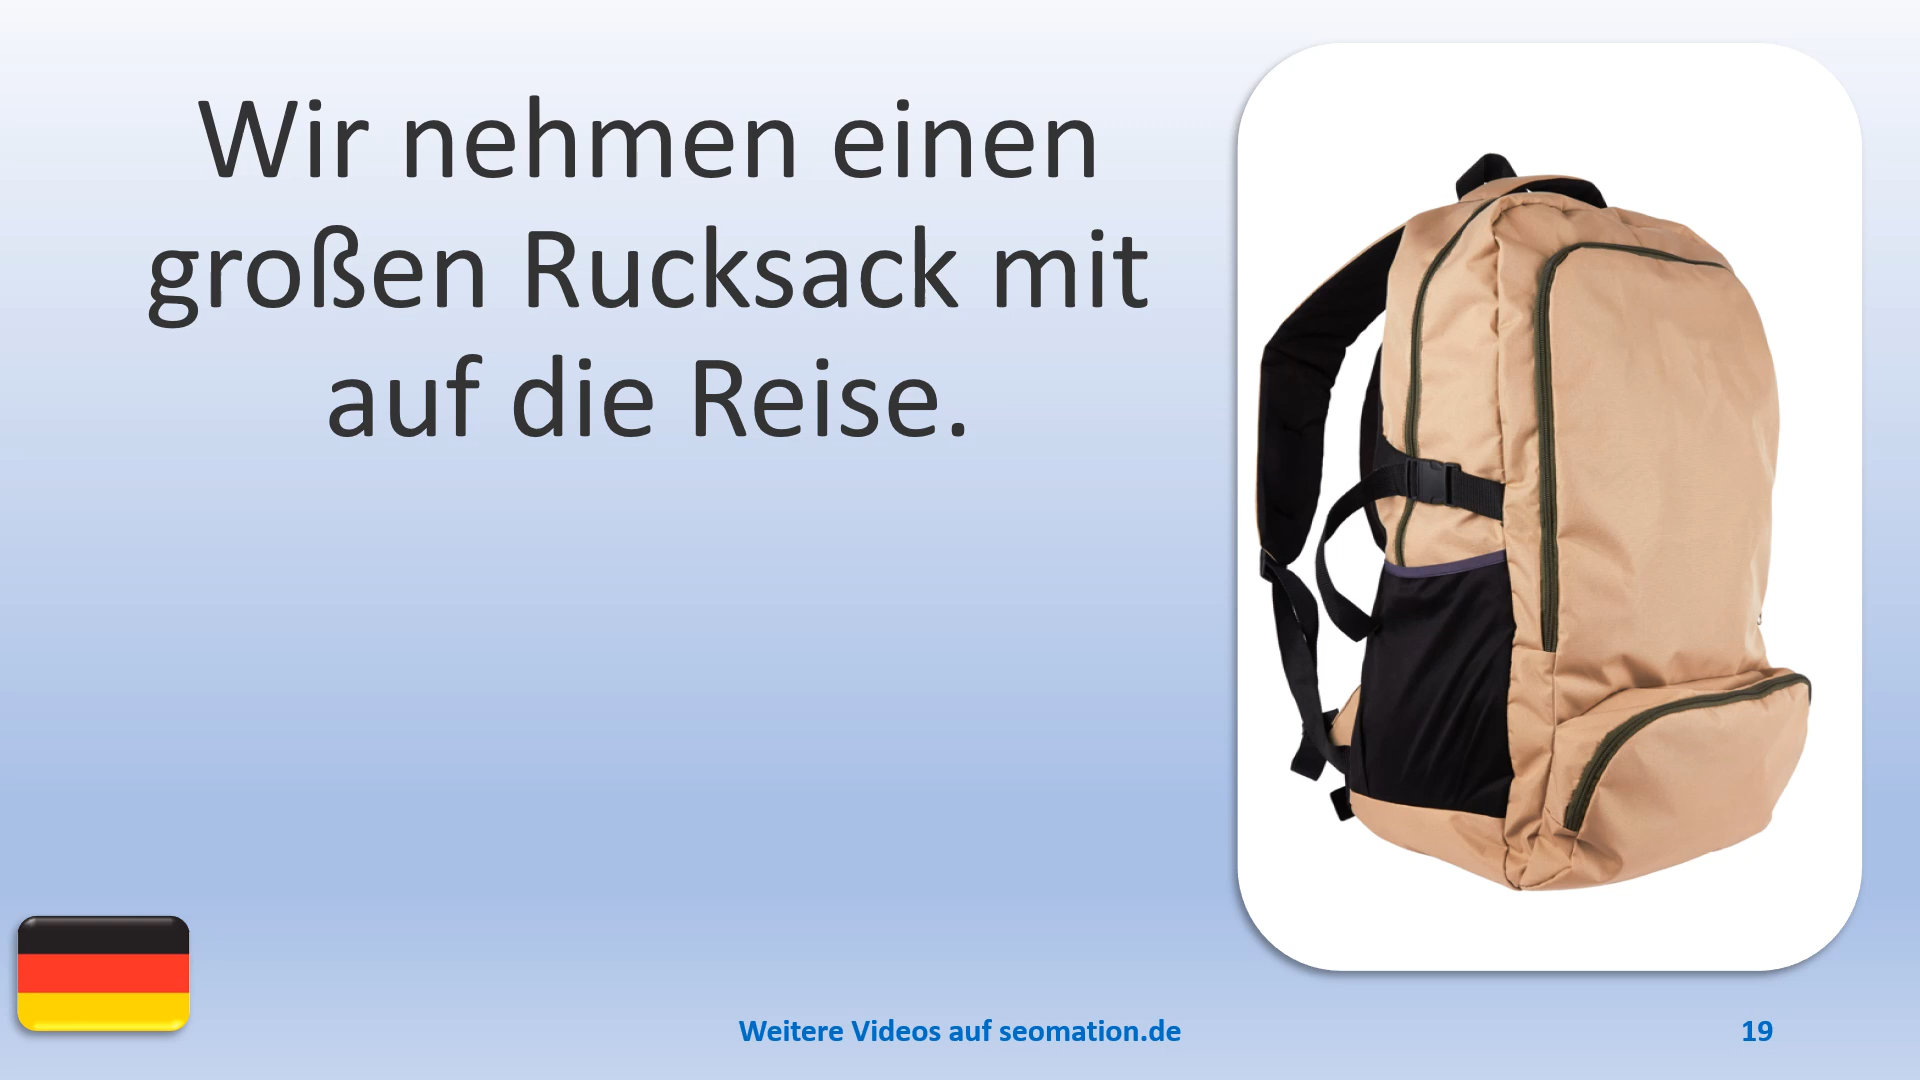 Wir nehmen einen
großen Rucksack mit
auf die Reise.
Weitere Videos auf seomation.de
19